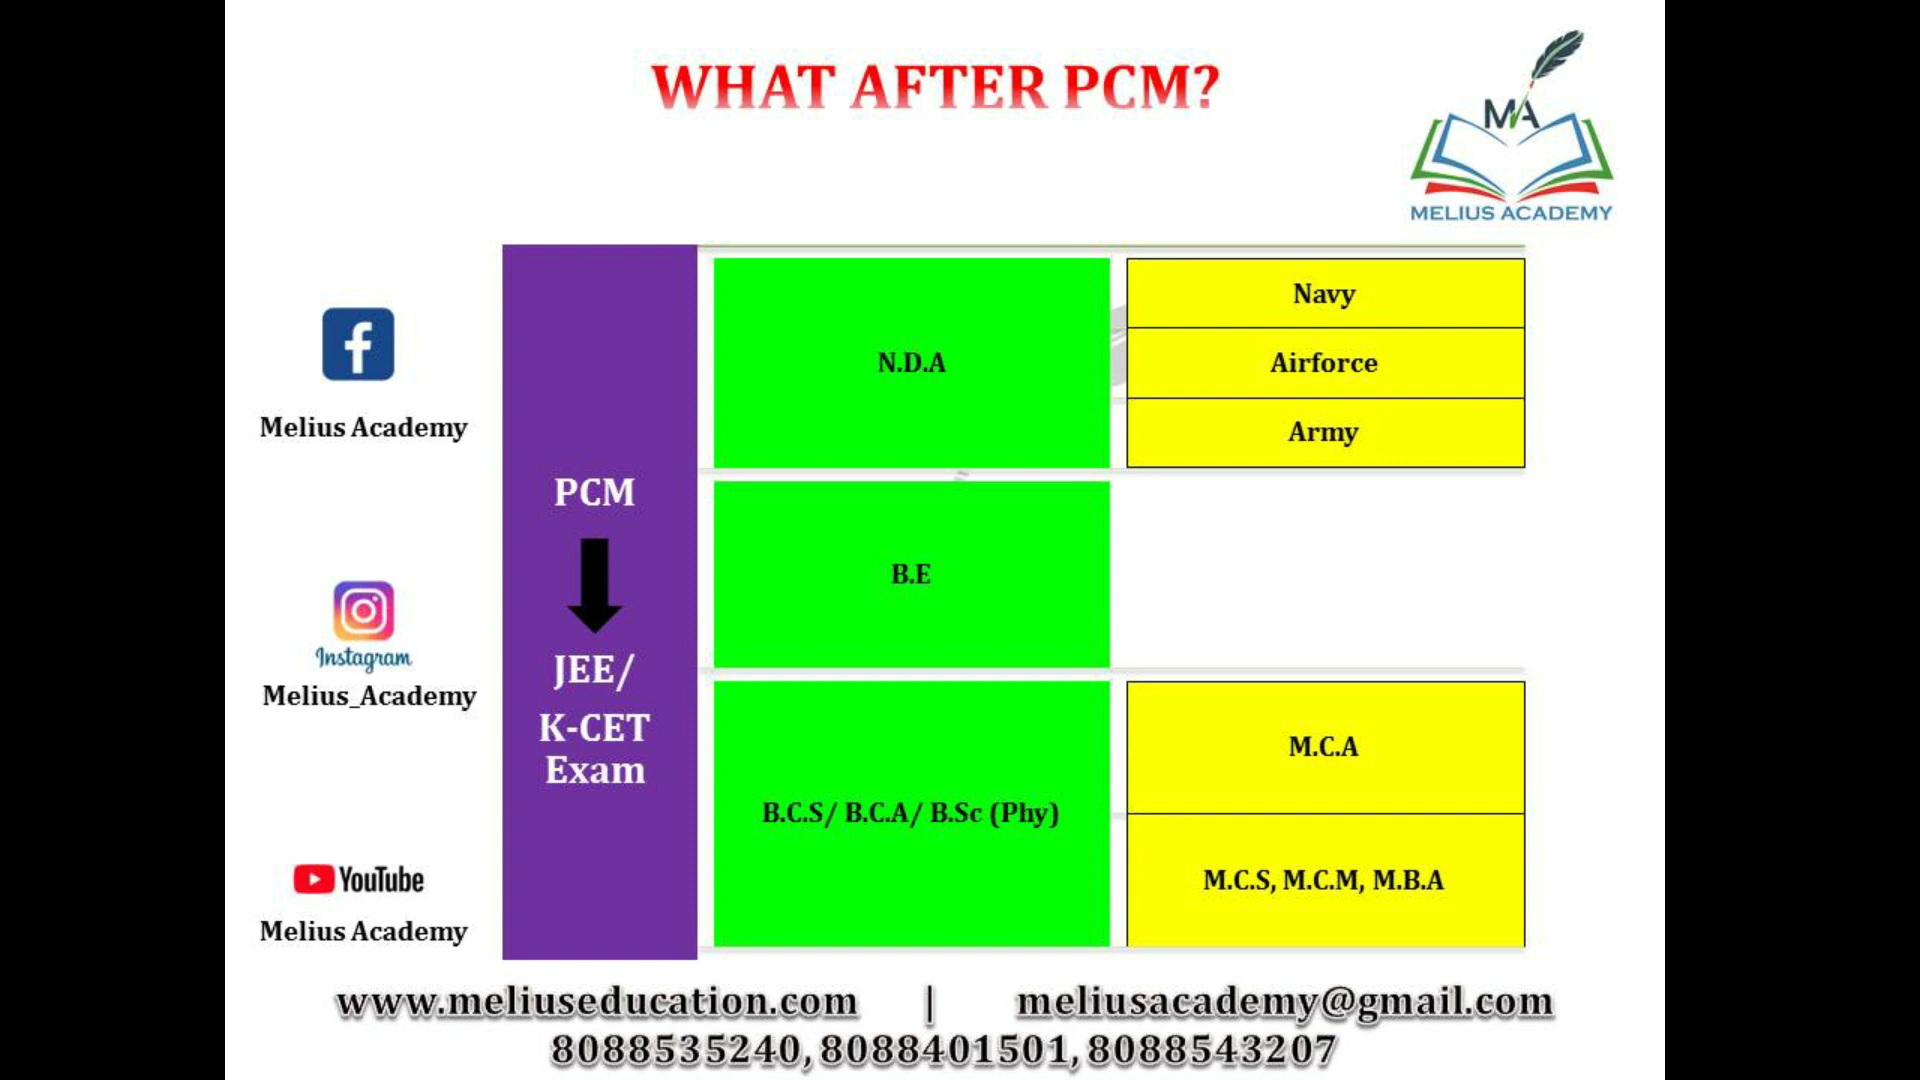 WHAT AFTER PCM?
MA
MELIUS ACADEMY
Melius Academy
Instagram
Melius_Academy
YouTube
Melius Academy
PCM
JEE/
K-CET
Exam
N.D.A
Navy
Airforce
Army
B.E
B.C.S/ B.C.A/ B.Sc (Phy)
M.C.A
M.C.S, M.C.M, M.B.A
www.meliuseducation.com | meliusacademy@gmail.com
8088535240, 8088401501, 8088543207